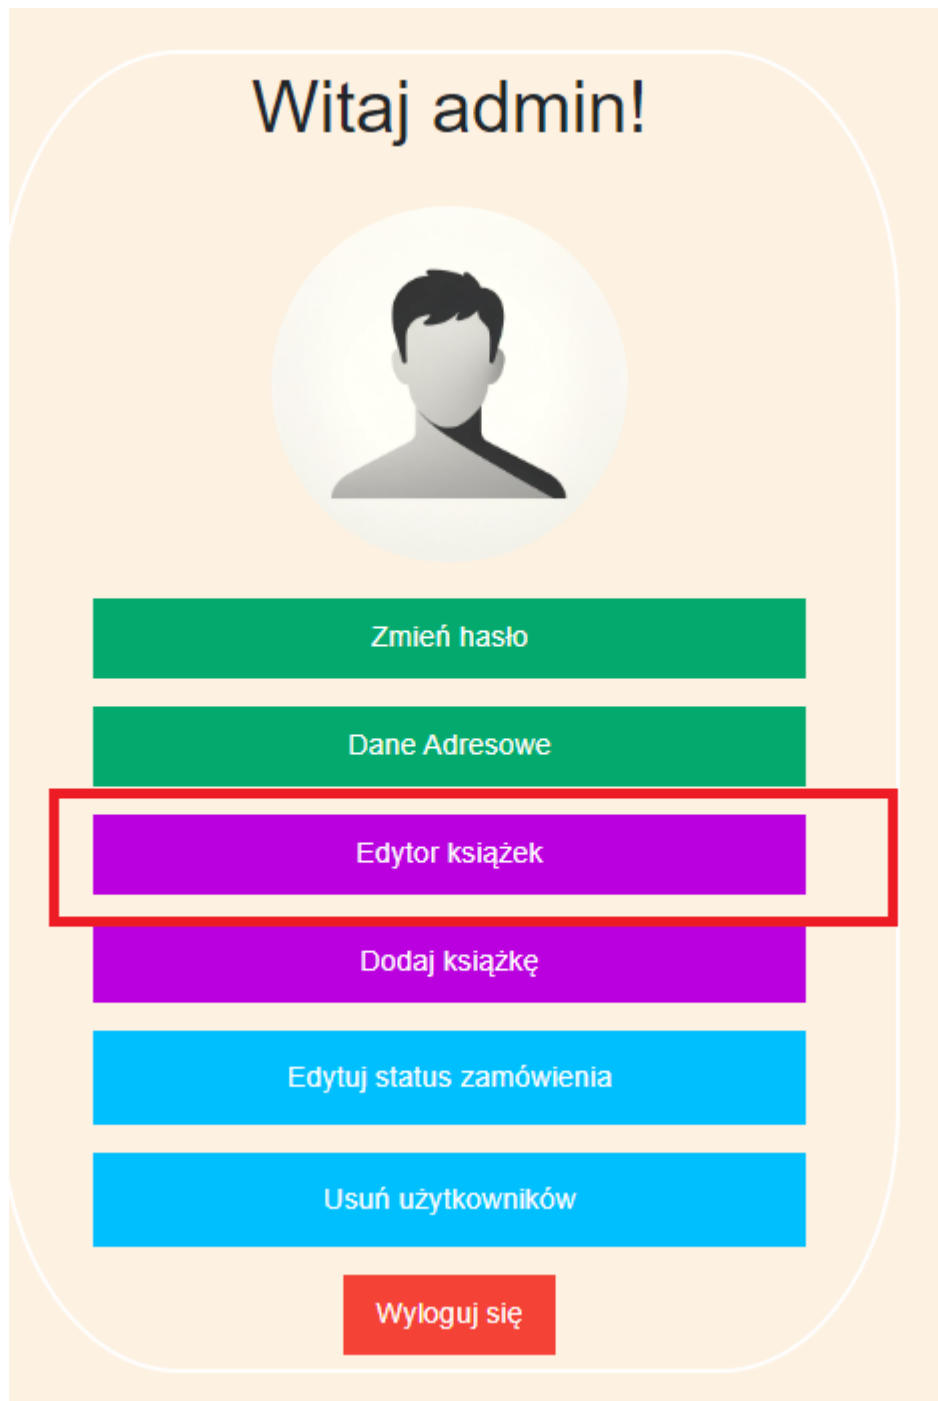 Witaj admin!
Zmień hasło
Dane Adresowe
Edytor książek
Dodaj książkę
Edytuj status zamówienia
Usuń użytkowników
Wyloguj się